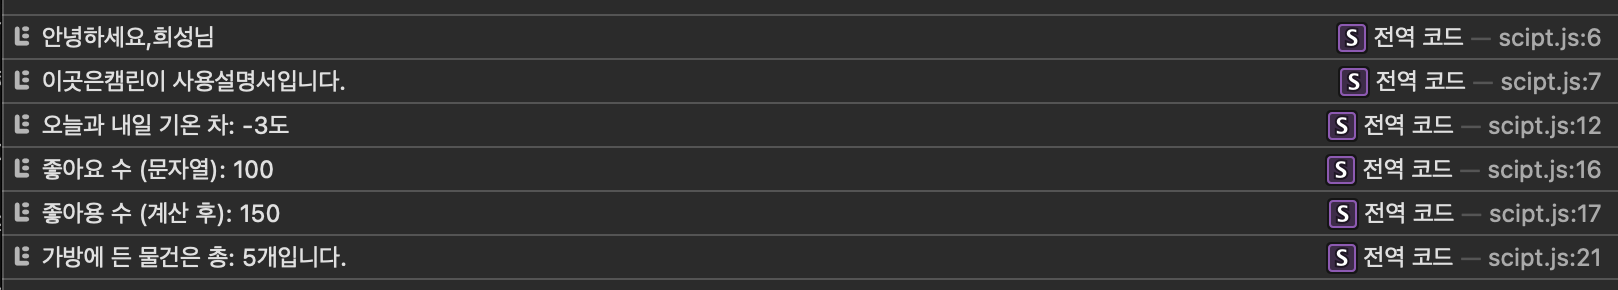 안녕하세요,희성님 S 전역 코드 — scipt.js:6
이곳은캠린이 사용설명서입니다. S 전역 코드 — scipt.js:7
오늘과 내일 기온 차: -3도 S 전역 코드 — scipt.js:12
좋아요 수 (문자열): 100 S 전역 코드 — scipt.js:16
좋아용 수 (계산 후): 150 S 전역 코드 — scipt.js:17
가방에 든 물건은 총: 5개입니다. S 전역 코드 — scipt.js:21